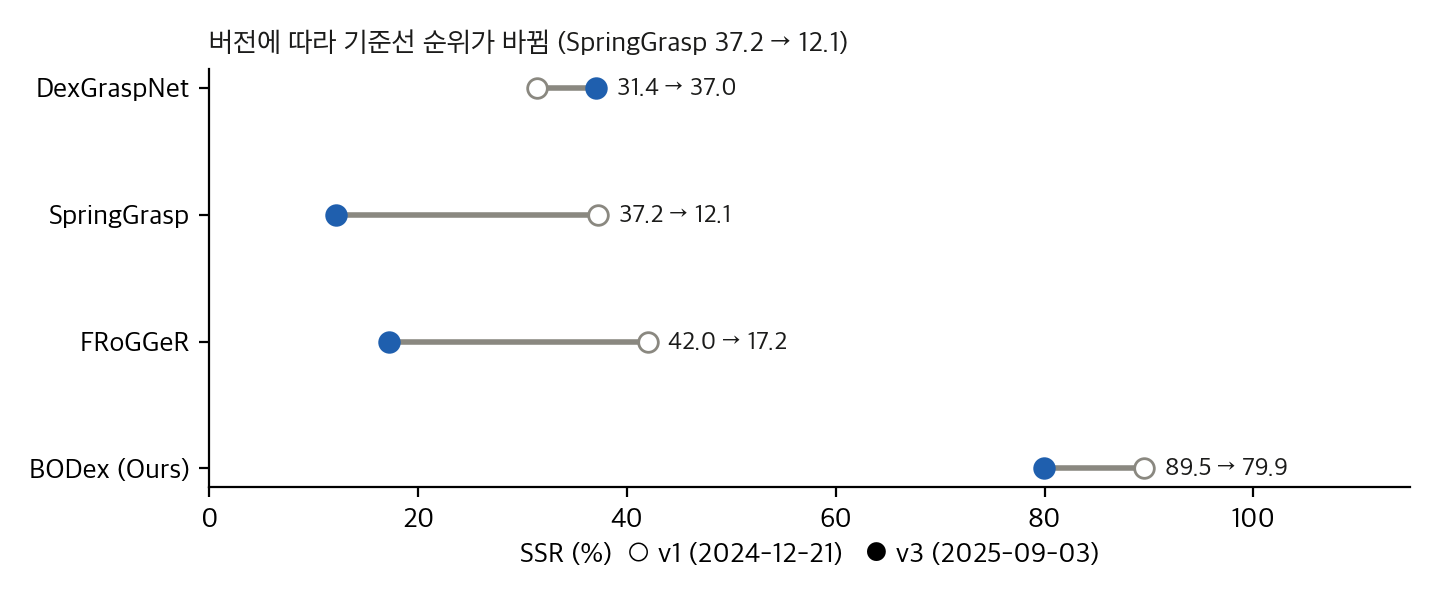 버전에 따라 기준선 순위가 바뀜 (SpringGrasp 37.2 → 12.1)
DexGraspNet
31.4 → 37.0
SpringGrasp
37.2 → 12.1
FRoGGeR
42.0 → 17.2
BODex (Ours)
89.5 → 79.9
0 20 40 60 80 100
SSR (%) ○ v1 (2024-12-21) ● v3 (2025-09-03)